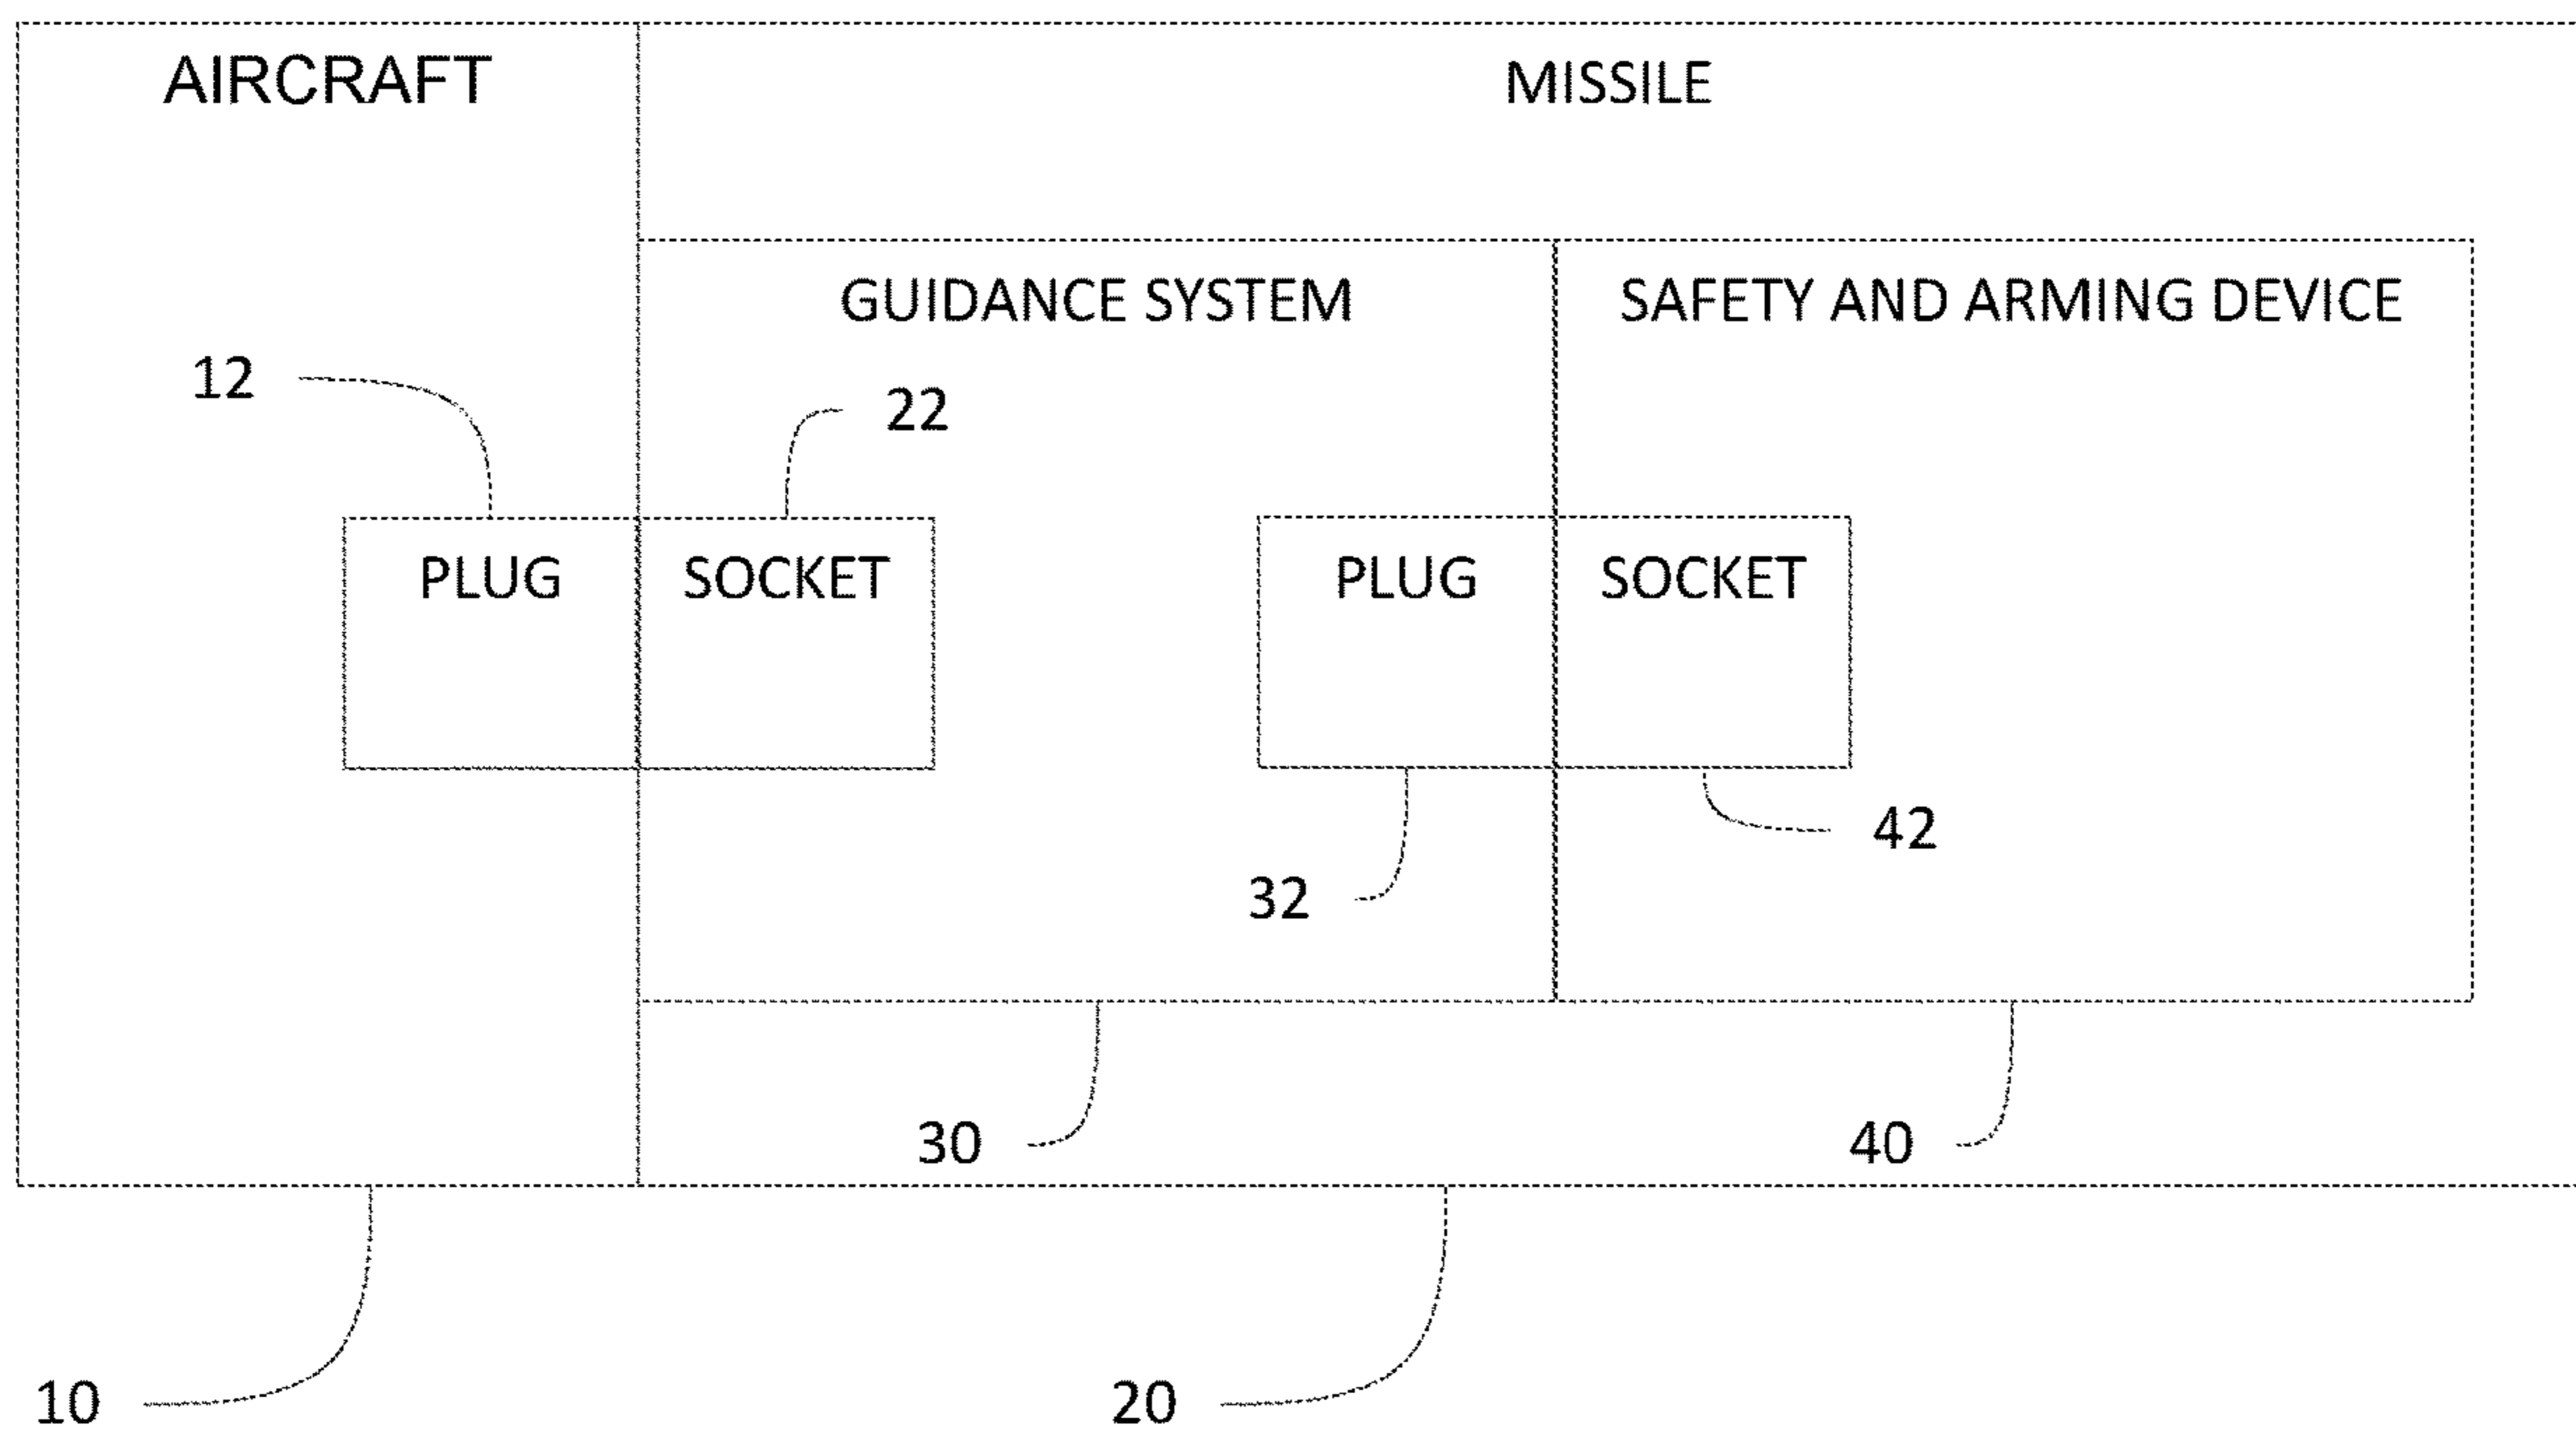 AIRCRAFT
MISSILE
GUIDANCE SYSTEM
SAFETY AND ARMING DEVICE
12
22
PLUG
SOCKET
PLUG
SOCKET
42
32
30
40
10
20